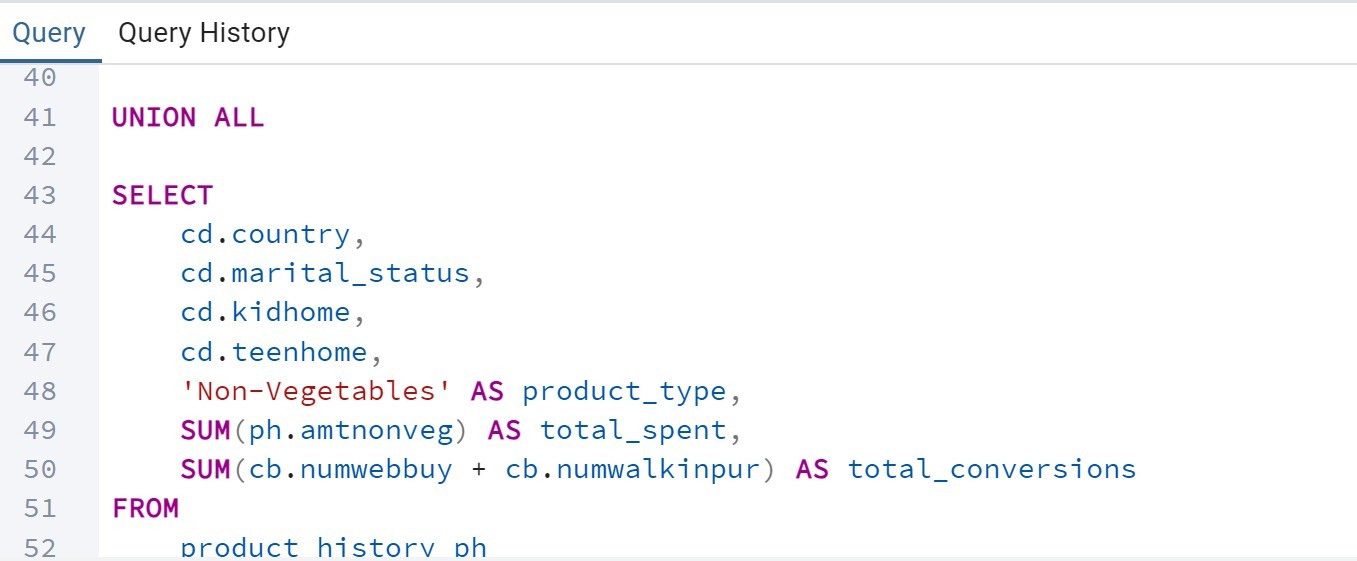 Query Query History
40
41 UNION ALL
42
43 SELECT
44 cd.country,
45 cd.marital_status,
46 cd.kidhome,
47 cd.teenhome,
48 'Non-Vegetables' AS product_type,
49 SUM(ph.amtnonveg) AS total_spent,
50 SUM(cb.numwebbuy + cb.numwalkinpur) AS total_conversions
51 FROM
52 product_history ph